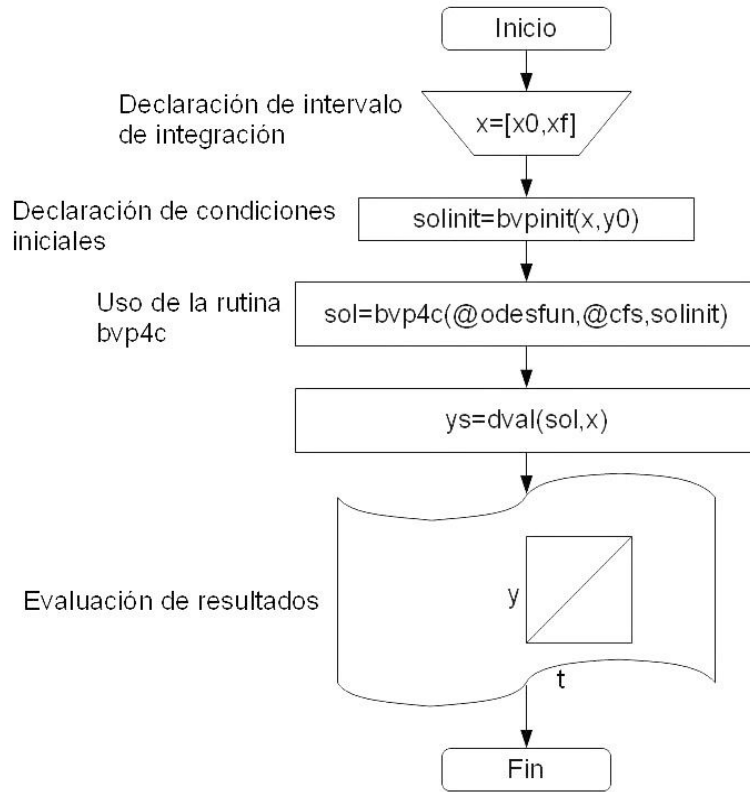 Inicio
Declaración de intervalo
de integración
x=[x0,xf]
Declaración de condiciones
iniciales
solinit=bvpinit(x,y0)
Uso de la rutina
bvp4c
sol=bvp4c(@odesfun,@cfs,solinit)
ys=dval(sol,x)
Evaluación de resultados
y
t
Fin